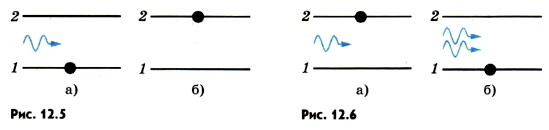 2 2 2 2
1 1 1 1
а) б) а) б)
Рис. 12.5 Рис. 12.6